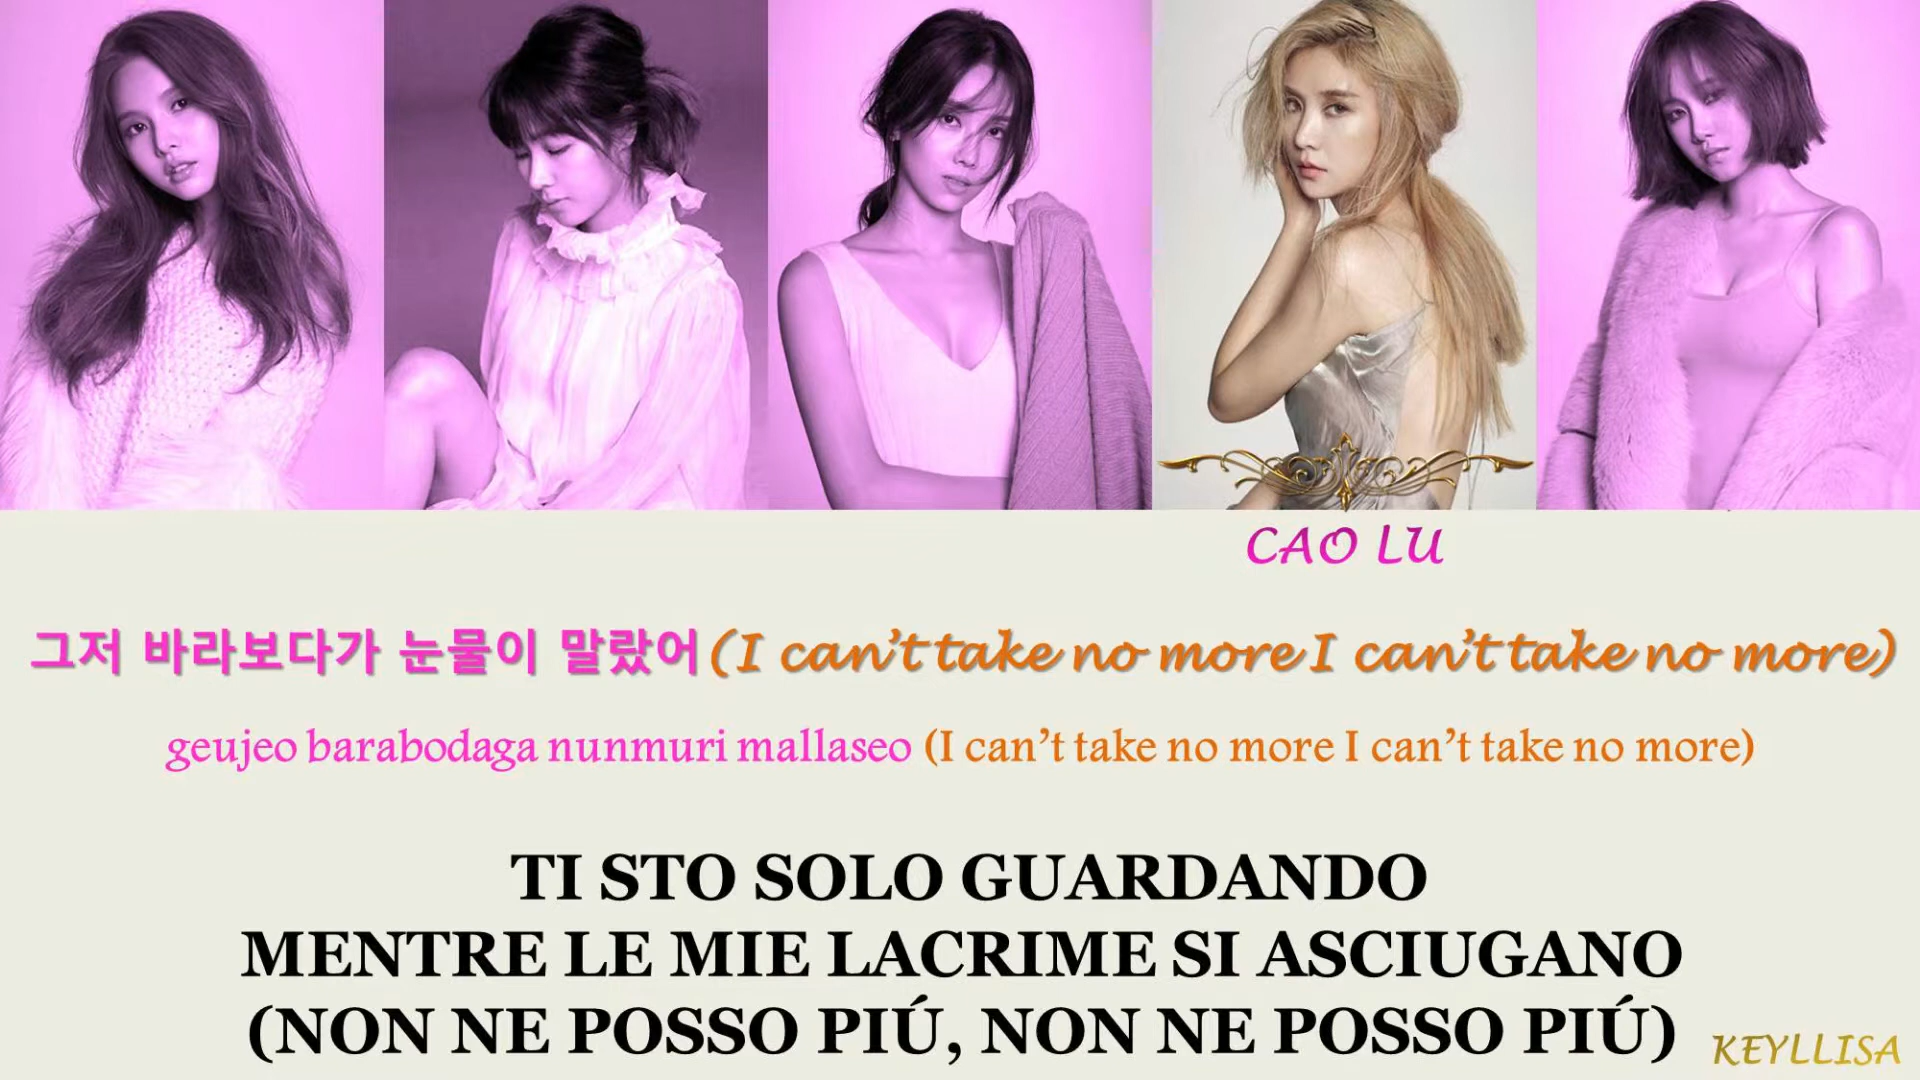 CAO LU
그저 바라보다가 눈물이 말랐어 (I can't take no more I can't take no more)
geujeo barabodaga nunmuri mallaseo (I can't take no more I can't take no more)
TI STO SOLO GUARDANDO
MENTRE LE MIE LACRIME SI ASCIUGANO
(NON NE POSSO PIÚ, NON NE POSSO PIÚ)
KEYLLISA